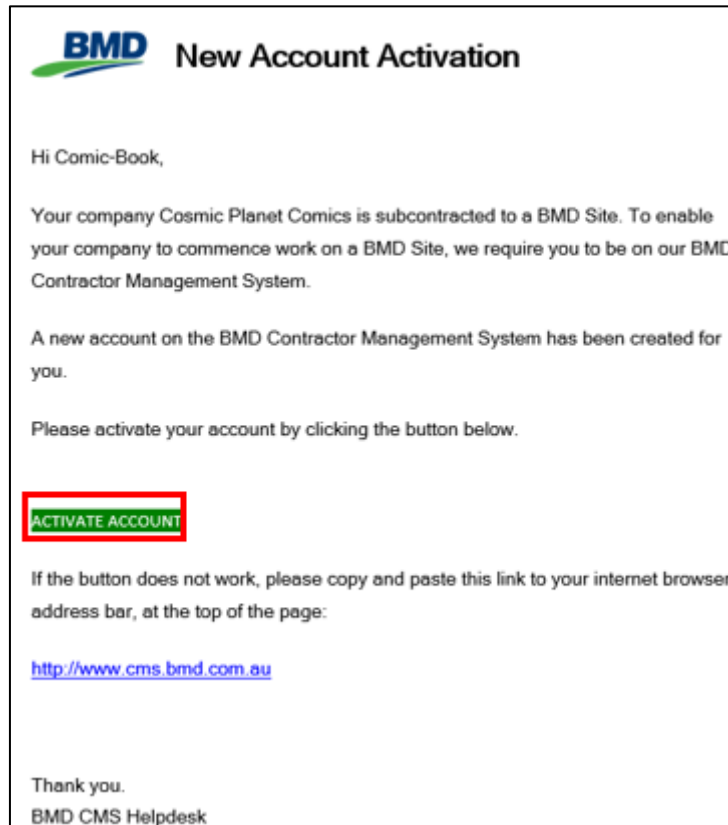 BMD New Account Activation
Hi Comic-Book,
Your company Cosmic Planet Comics is subcontracted to a BMD Site. To enable
your company to commence work on a BMD Site, we require you to be on our BMD
Contractor Management System.
A new account on the BMD Contractor Management System has been created for
you.
Please activate your account by clicking the button below.
ACTIVATE ACCOUNT
If the button does not work, please copy and paste this link to your internet browser
address bar, at the top of the page:
http://www.cms.bmd.com.au
Thank you.
BMD CMS Helpdesk